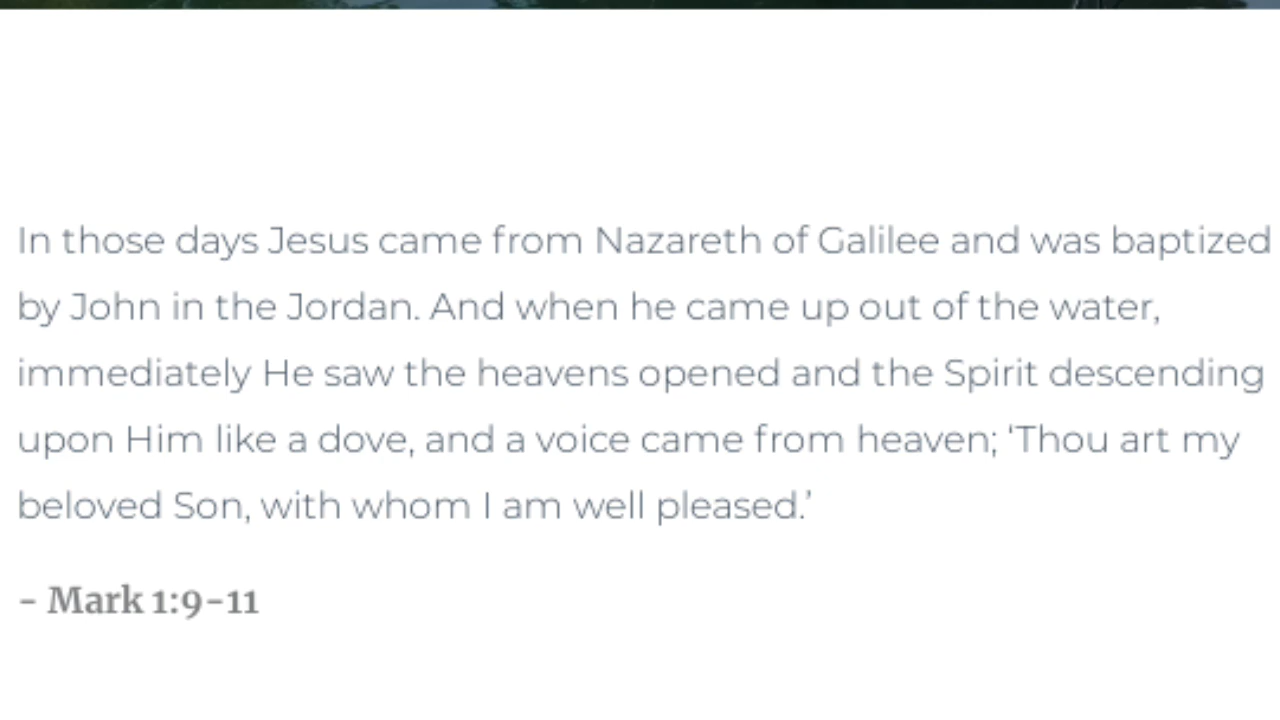 In those days Jesus came from Nazareth of Galilee and was baptized
by John in the Jordan. And when he came up out of the water,
immediately He saw the heavens opened and the Spirit descending
upon Him like a dove, and a voice came from heaven; ‘Thou art my
beloved Son, with whom I am well pleased.’
- Mark 1:9-11